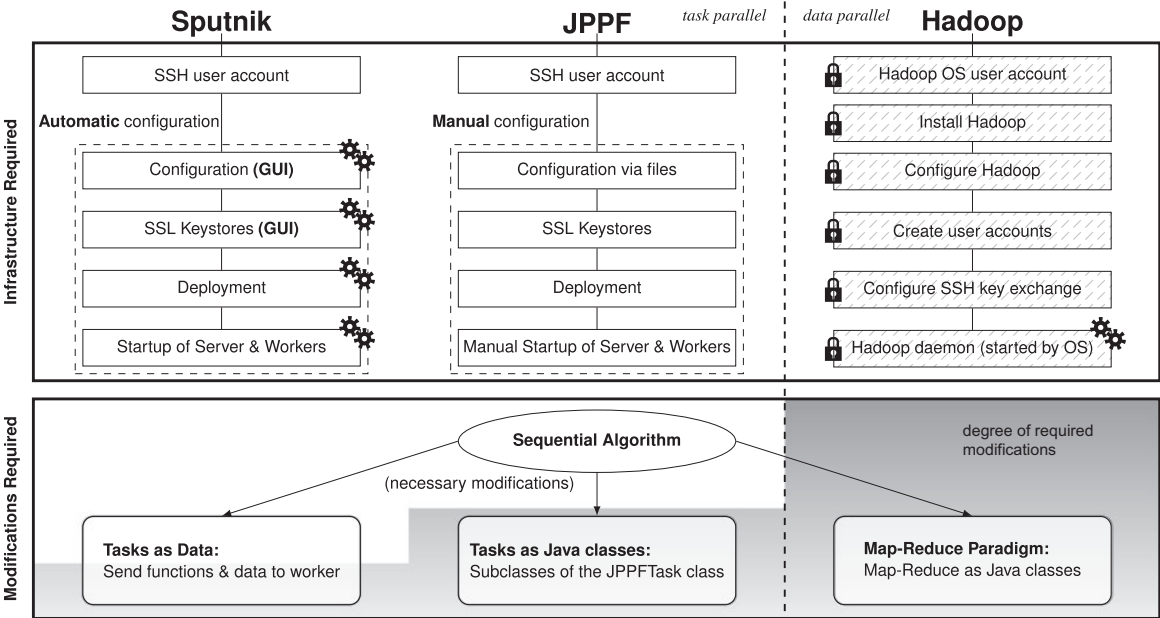 Sputnik
JPPF
task parallel
data parallel
Hadoop
Infrastructure Required
SSH user account
Automatic configuration
Configuration (GUI)
SSL Keystores (GUI)
Deployment
Startup of Server & Workers
SSH user account
Manual configuration
Configuration via files
SSL Keystores
Deployment
Manual Startup of Server & Workers
Hadoop OS user account
Install Hadoop
Configure Hadoop
Create user accounts
Configure SSH key exchange
Hadoop daemon (started by OS)
Modifications Required
Sequential Algorithm
(necessary modifications)
degree of required
modifications
Tasks as Data:
Send functions & data to worker
Tasks as Java classes:
Subclasses of the JPPFTask class
Map-Reduce Paradigm:
Map-Reduce as Java classes